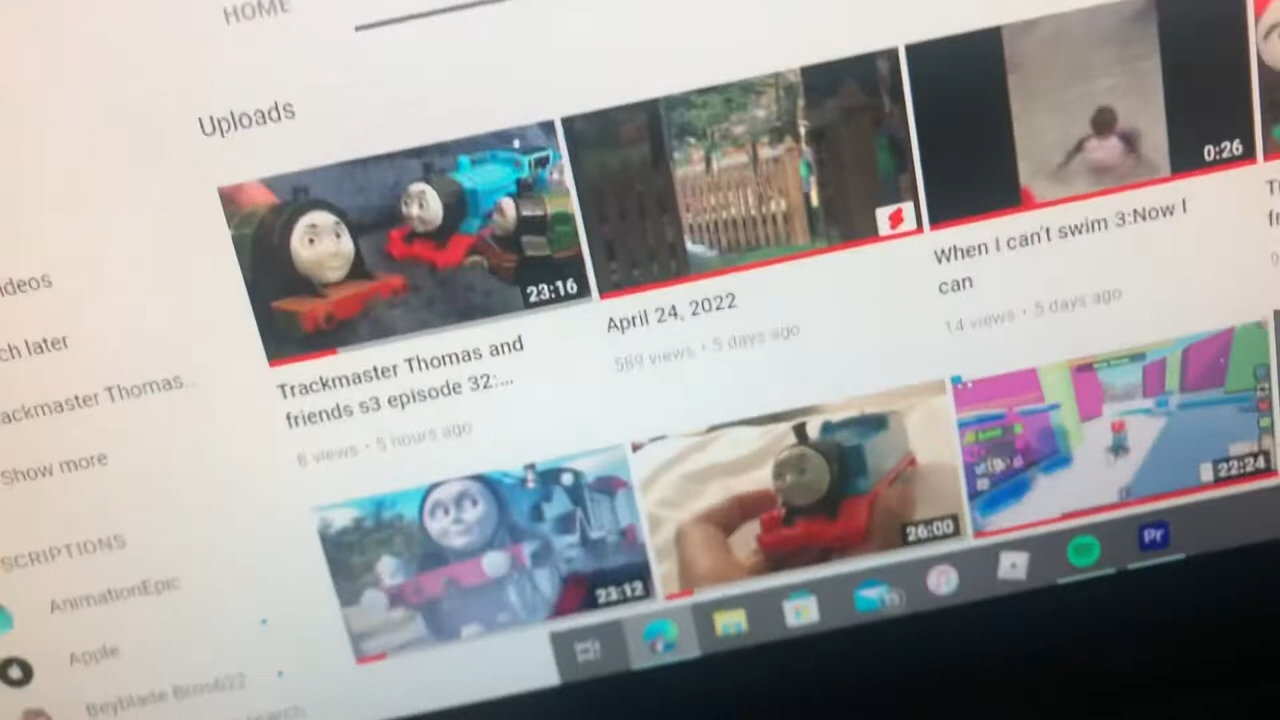 HOME
Uploads
23:16
0:26
Trackmaster Thomas and
friends s3 episode 32:...
6 views • 5 hours ago
April 24, 2022
589 views • 5 days ago
When I can't swim 3:Now I
can
14 views • 5 days ago
ideos
ch later
ackmaster Thomas...
Show more
SCRIPTIONS
AnimationEpic
Apple
Beyblade
23:12
26:00
22:24
Pr